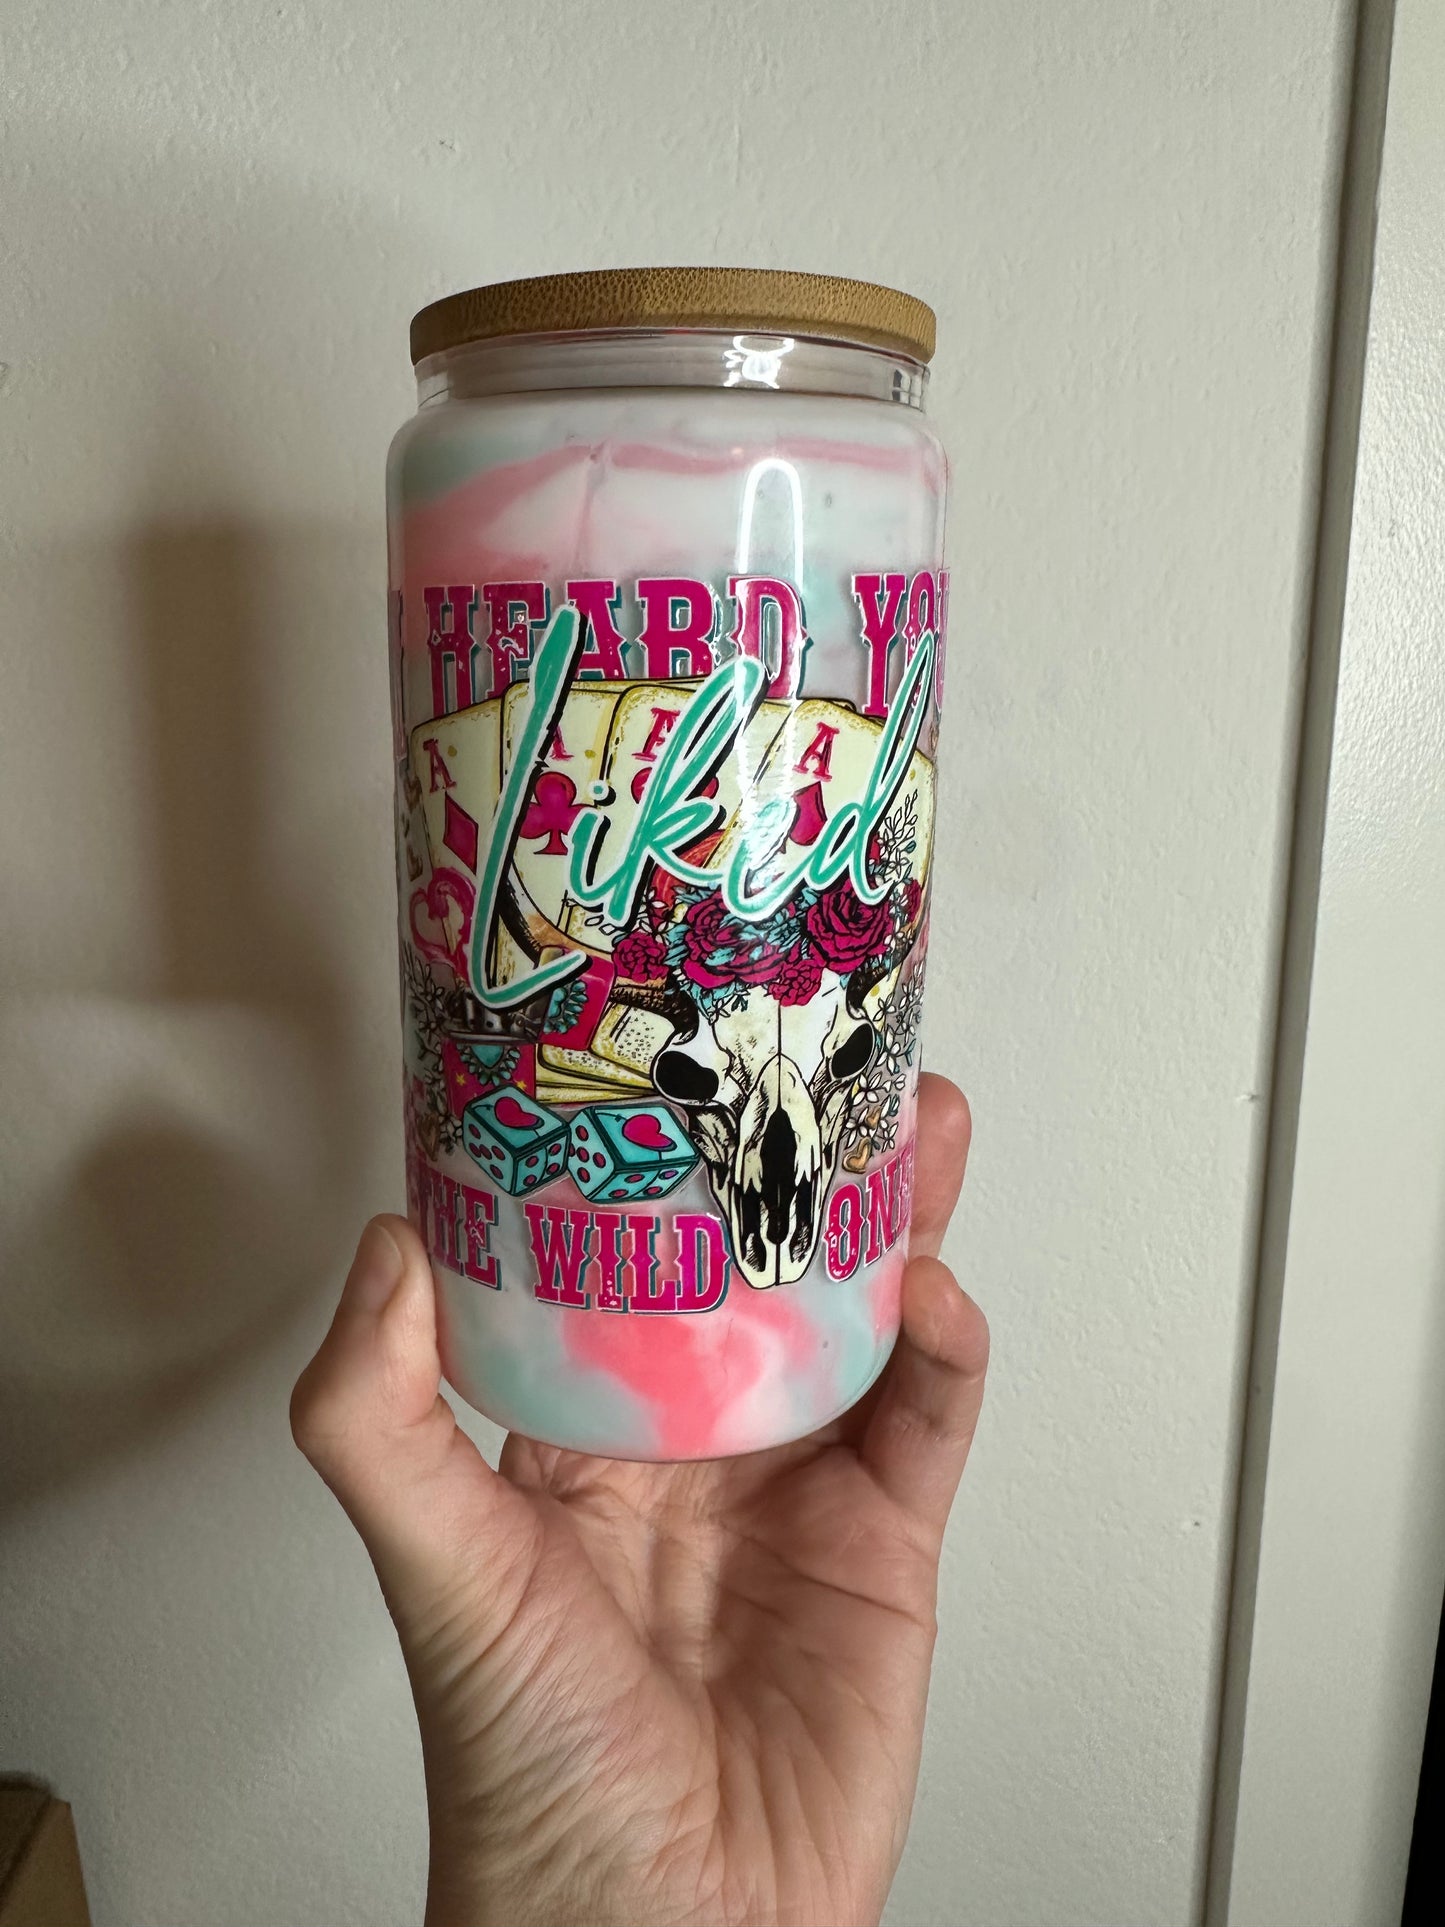 I HEARD YOU
Liked
A A A A
THE WILD ONE